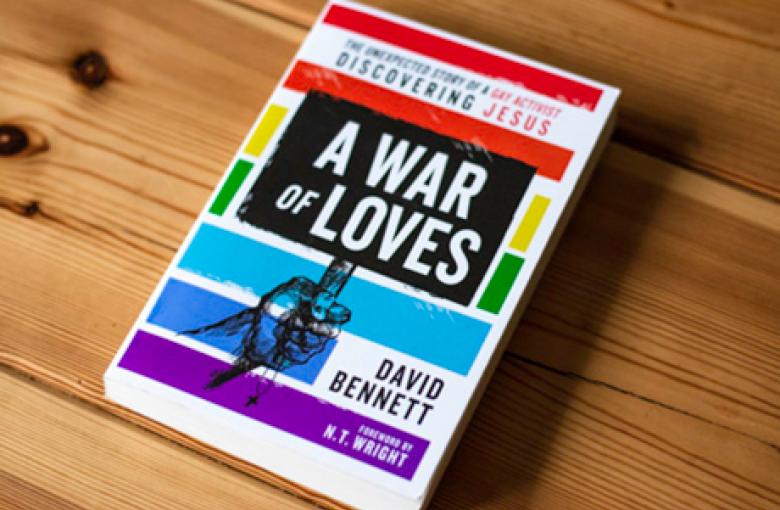 THE UNEXPECTED STORY OF A GAY ACTIVIST
DISCOVERING JESUS
A WAR
OF LOVES
DAVID
BENNETT
FOREWORD BY
N.T. WRIGHT